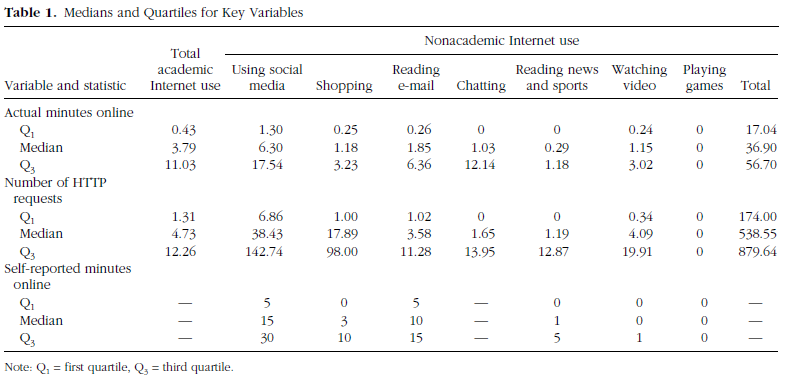 Table 1. Medians and Quartiles for Key Variables
Nonacademic Internet use
Total
academic Using social Reading Reading news Watching Playing
Variable and statistic Internet use media Shopping e-mail Chatting and sports video games Total
Actual minutes online
Q1 0.43 1.30 0.25 0.26 0 0 0.24 0 17.04
Median 3.79 6.30 1.18 1.85 1.03 0.29 1.15 0 36.90
Q3 11.03 17.54 3.23 6.36 12.14 1.18 3.02 0 56.70
Number of HTTP
requests
Q1 1.31 6.86 1.00 1.02 0 0 0.34 0 174.00
Median 4.73 38.43 17.89 3.58 1.65 1.19 4.09 0 538.55
Q3 12.26 142.74 98.00 11.28 13.95 12.87 19.91 0 879.64
Self-reported minutes
online
Q1 — 5 0 5 — 0 0 0 —
Median — 15 3 10 — 1 0 0 —
Q3 — 30 10 15 — 5 1 0 —
Note: Q1 = first quartile, Q3 = third quartile.